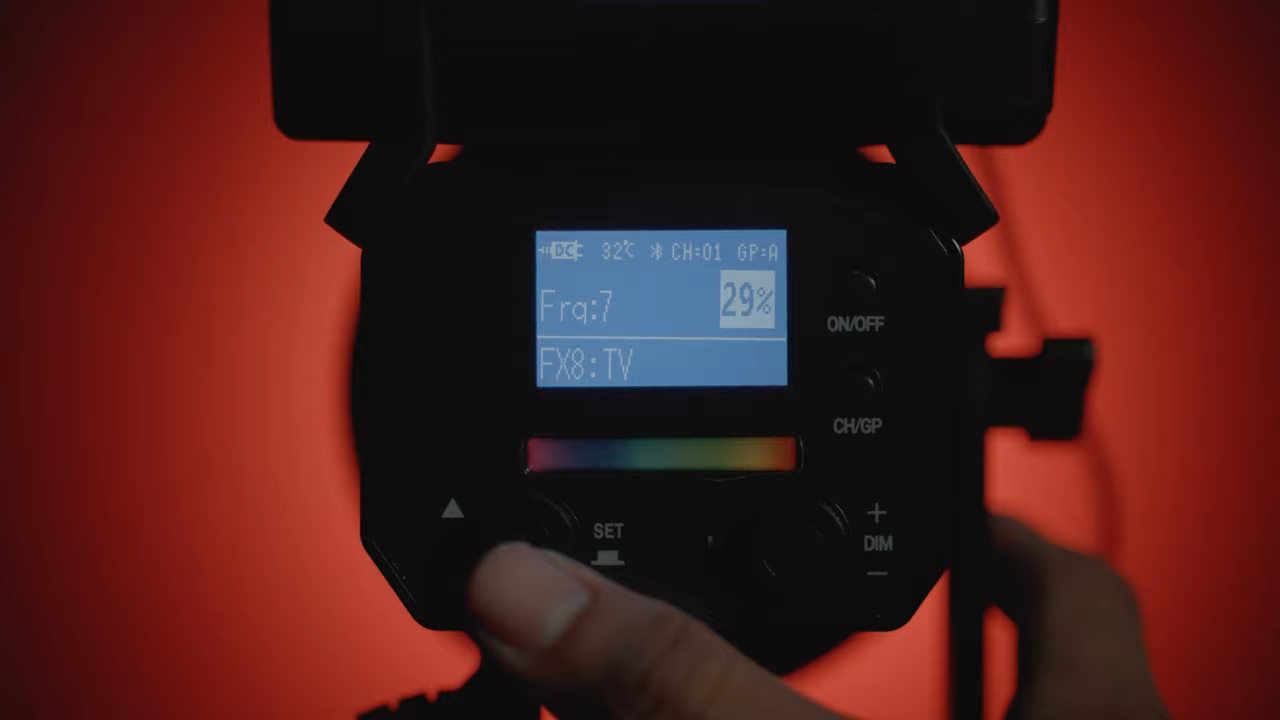 DC 32℃ CH:01 GP:A
Frq:7 29%
FX8:TV
ON/OFF
CH/GP
SET
+
DIM
−